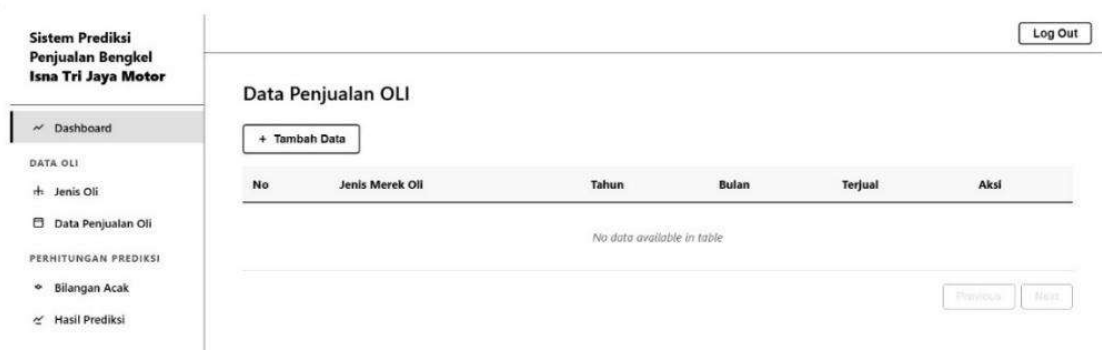 Sistem Prediksi
Penjualan Bengkel
Isna Tri Jaya Motor
Log Out
Dashboard
DATA OLI
Jenis Oli
Data Penjualan Oli
PERHITUNGAN PREDIKSI
Bilangan Acak
Hasil Prediksi
Data Penjualan OLI
+ Tambah Data
No Jenis Merek Oli Tahun Bulan Terjual Aksi
No data available in table
Previous Next